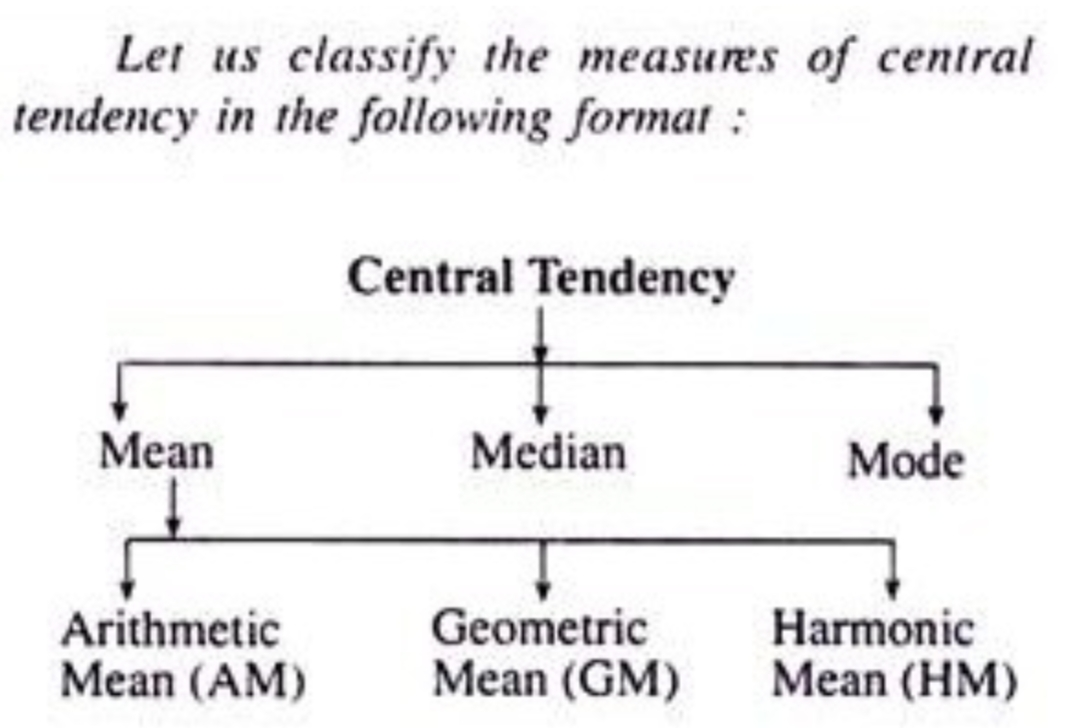 Let us classify the measures of central
tendency in the following format :
Central Tendency
Mean Median Mode
Arithmetic Geometric Harmonic
Mean (AM) Mean (GM) Mean (HM)